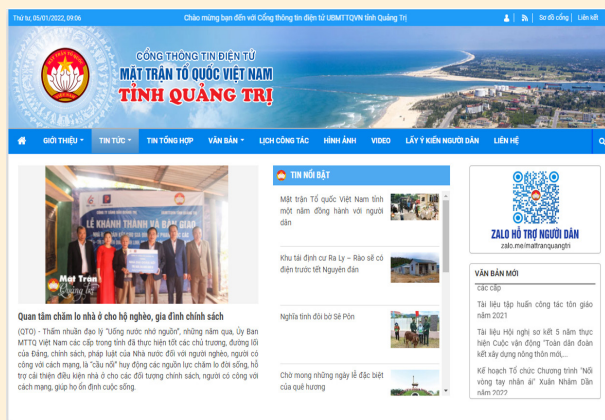 Thứ tư, 05/01/2022, 09:06
Chào mừng bạn đến với Cổng thông tin điện tử UBMTTQVN tỉnh Quảng Trị
Sơ đồ cổng
Liên kết
CỔNG THÔNG TIN ĐIỆN TỬ
MẶT TRẬN TỔ QUỐC VIỆT NAM
TỈNH QUẢNG TRỊ
GIỚI THIỆU
TIN TỨC
TIN TỔNG HỢP
VĂN BẢN
LỊCH CÔNG TÁC
HÌNH ẢNH
VIDEO
LẤY Ý KIẾN NGƯỜI DÂN
LIÊN HỆ
LỄ KHÁNH THÀNH VÀ BÀN GIAO
Mặt Trận
Quảng trị
Quan tâm chăm lo nhà ở cho hộ nghèo, gia đình chính sách
(QTO) - Thấm nhuần đạo lý "Uống nước nhớ nguồn", những năm qua, Ủy Ban
MTTQ Việt Nam các cấp trong tỉnh đã thực hiện tốt các chủ trương, đường lối
của Đảng, chính sách, pháp luật của Nhà nước đối với người nghèo, người có
công với cách mạng, là "cầu nối" huy động các nguồn lực chăm lo đời sống, hỗ
trợ cải thiện điều kiện nhà ở cho các đối tượng chính sách, người có công với
cách mạng, giúp họ ổn định cuộc sống.
TIN NỔI BẬT
Mặt trận Tổ quốc Việt Nam tỉnh
một năm đồng hành với người
dân
Khu tái định cư Ra Ly – Rào sẽ có
điện trước tết Nguyên đán
Nghĩa tình đôi bờ Sê Pôn
Chờ mong những ngày lễ đặc biệt
của quê hương
ZALO HỖ TRỢ NGƯỜI DÂN
zalo.me/mattranquangtri
VĂN BẢN MỚI
các cấp
Tài liệu tập huấn công tác tôn giáo
năm 2021
Tài liệu Hội nghị sơ kết 5 năm thực
hiện Cuộc vận động "Toàn dân đoàn
kết xây dựng nông thôn mới,...
Kế hoạch Tổ chức Chương trình "Nối
vòng tay nhân ái" Xuân Nhâm Dần
năm 2022